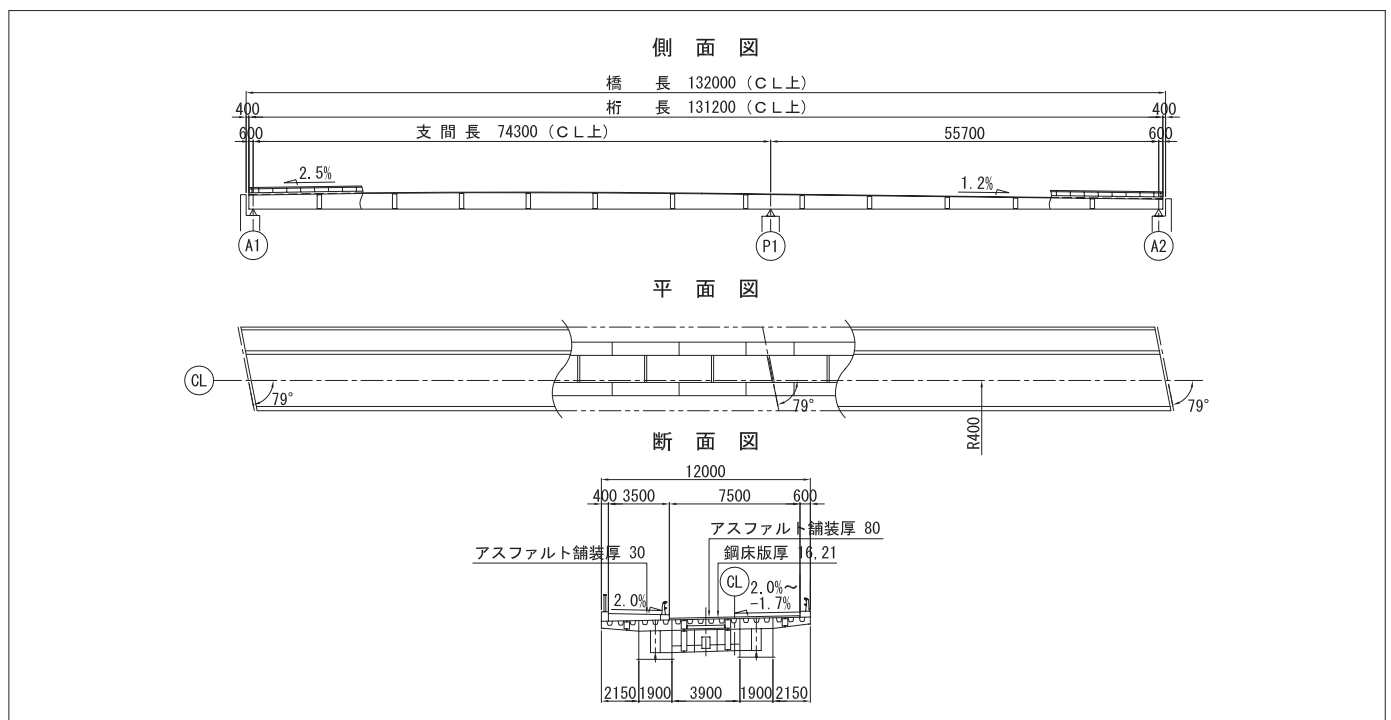 側 面 図
橋 長 132000 (CL上)
400 桁 長 131200 (CL上) 400
600 支 間 長 74300 (CL上) 55700 600
2.5% 1.2%
A1 P1 A2
平 面 図
CL
79° 79° 79°
R400
断 面 図
12000
400 3500 7500 600
アスファルト舗装厚 80
アスファルト舗装厚 30 鋼床版厚 16,21
CL 2.0%~
2.0% -1.7%
2150 1900 3900 1900 2150